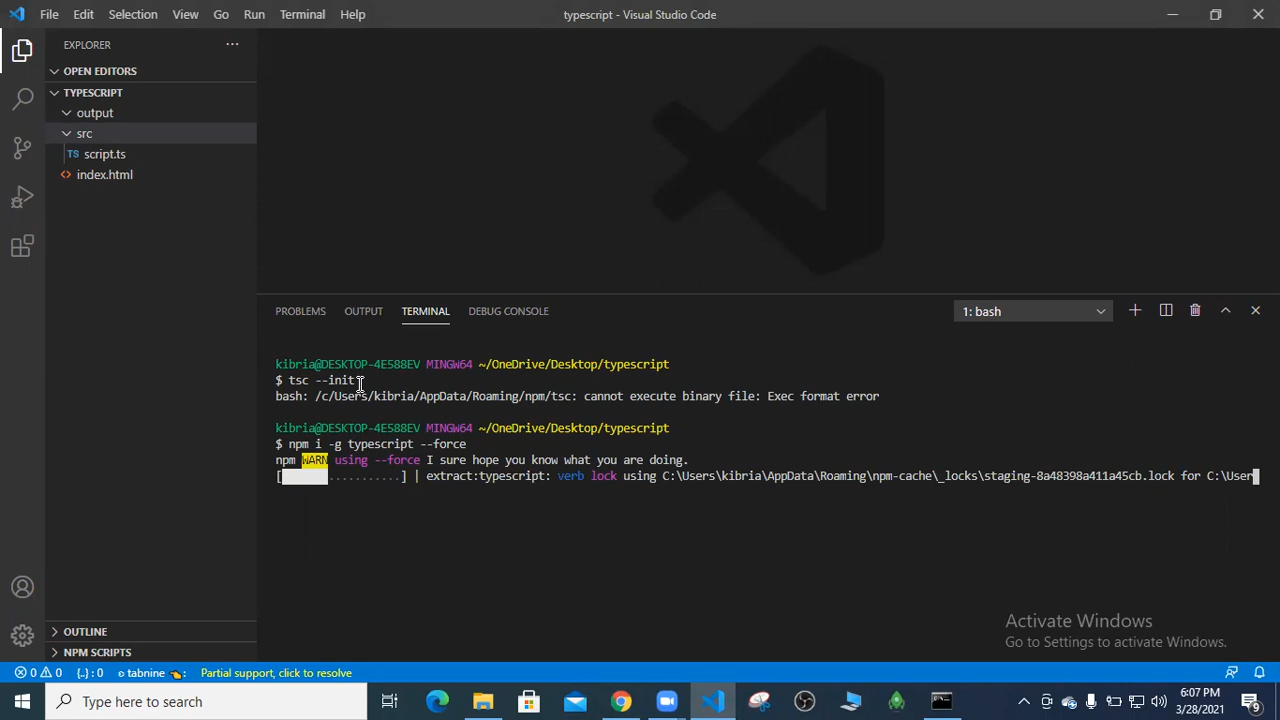 File Edit Selection View Go Run Terminal Help
typescript - Visual Studio Code
EXPLORER
OPEN EDITORS
TYPESCRIPT
output
src
TS script.ts
<> index.html
OUTLINE
NPM SCRIPTS
PROBLEMS OUTPUT TERMINAL DEBUG CONSOLE
1: bash
kibria@DESKTOP-4E588EV MINGW64 ~/OneDrive/Desktop/typescript
$ tsc --init
bash: /c/Users/kibria/AppData/Roaming/npm/tsc: cannot execute binary file: Exec format error
kibria@DESKTOP-4E588EV MINGW64 ~/OneDrive/Desktop/typescript
$ npm i -g typescript --force
npm WARN using --force I sure hope you know what you are doing.
[ ...........] | extract:typescript: verb lock using C:\Users\kibria\AppData\Roaming\npm-cache\_locks\staging-8a48398a411a45cb.lock for C:\User
Activate Windows
Go to Settings to activate Windows.
0 0 {..} : 0 tabnine : Partial support, click to resolve
Type here to search
6:07 PM
3/28/2021
9